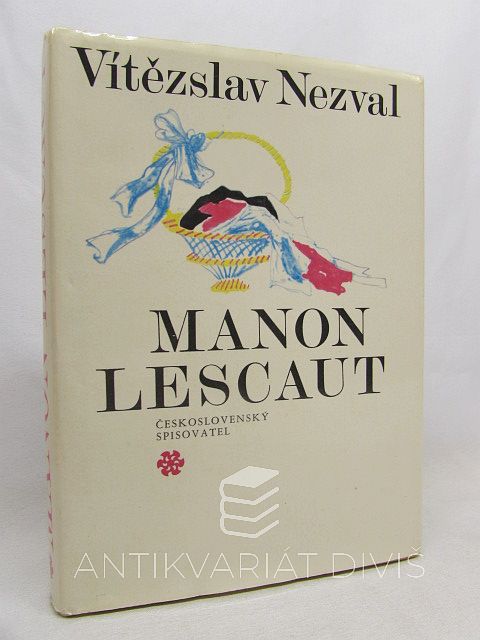 Vítězslav Nezval
MANON
LESCAUT
ČESKOSLOVENSKÝ
SPISOVATEL
ANTIKVARIÁT DIVIŠ